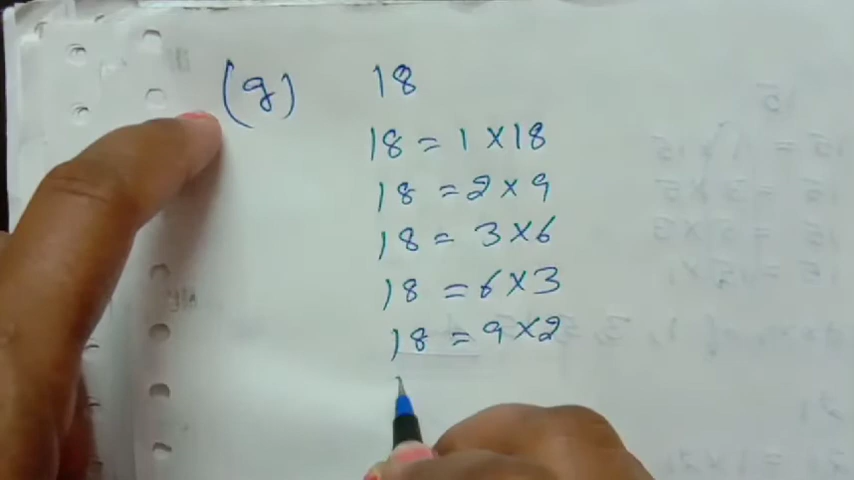 (g) 18
18 = 1 × 18
18 = 2 × 9
18 = 3 × 6
18 = 6 × 3
18 = 9 × 2